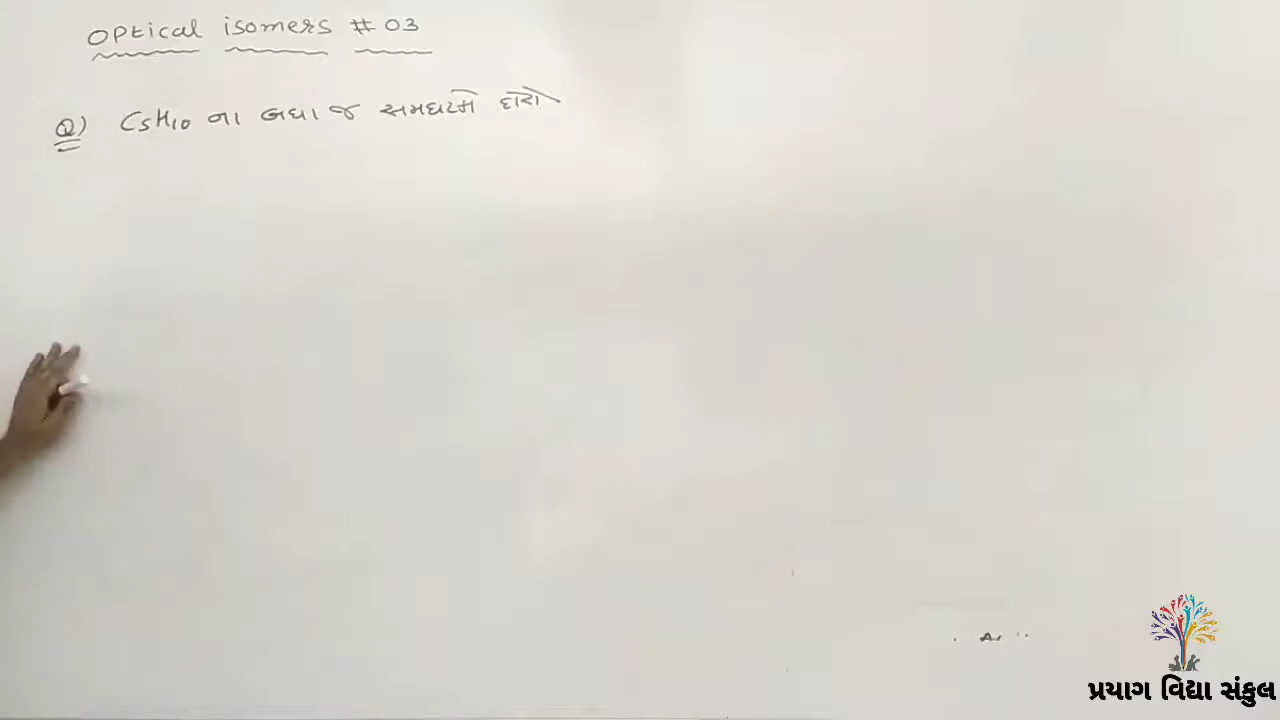 Optical isomers # 03
Q) C5H10 ના બધા જ સમઘટકો દોરો
પ્રયાગ વિદ્યા સંકુલ